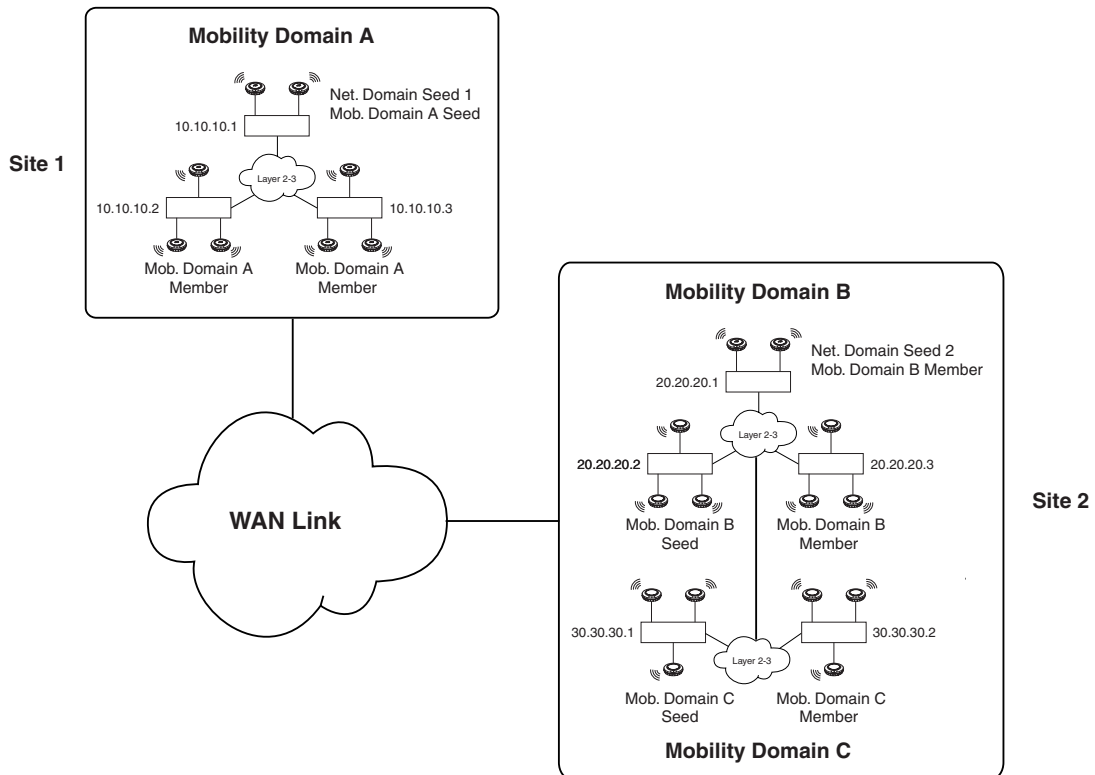 Mobility Domain A
Net. Domain Seed 1
Mob. Domain A Seed
10.10.10.1
Site 1
Layer 2-3
10.10.10.2
10.10.10.3
Mob. Domain A
Member
Mob. Domain A
Member
Mobility Domain B
Net. Domain Seed 2
Mob. Domain B Member
20.20.20.1
Layer 2-3
20.20.20.2
20.20.20.3
Site 2
WAN Link
Mob. Domain B
Seed
Mob. Domain B
Member
30.30.30.1
30.30.30.2
Layer 2-3
Mob. Domain C
Seed
Mob. Domain C
Member
Mobility Domain C